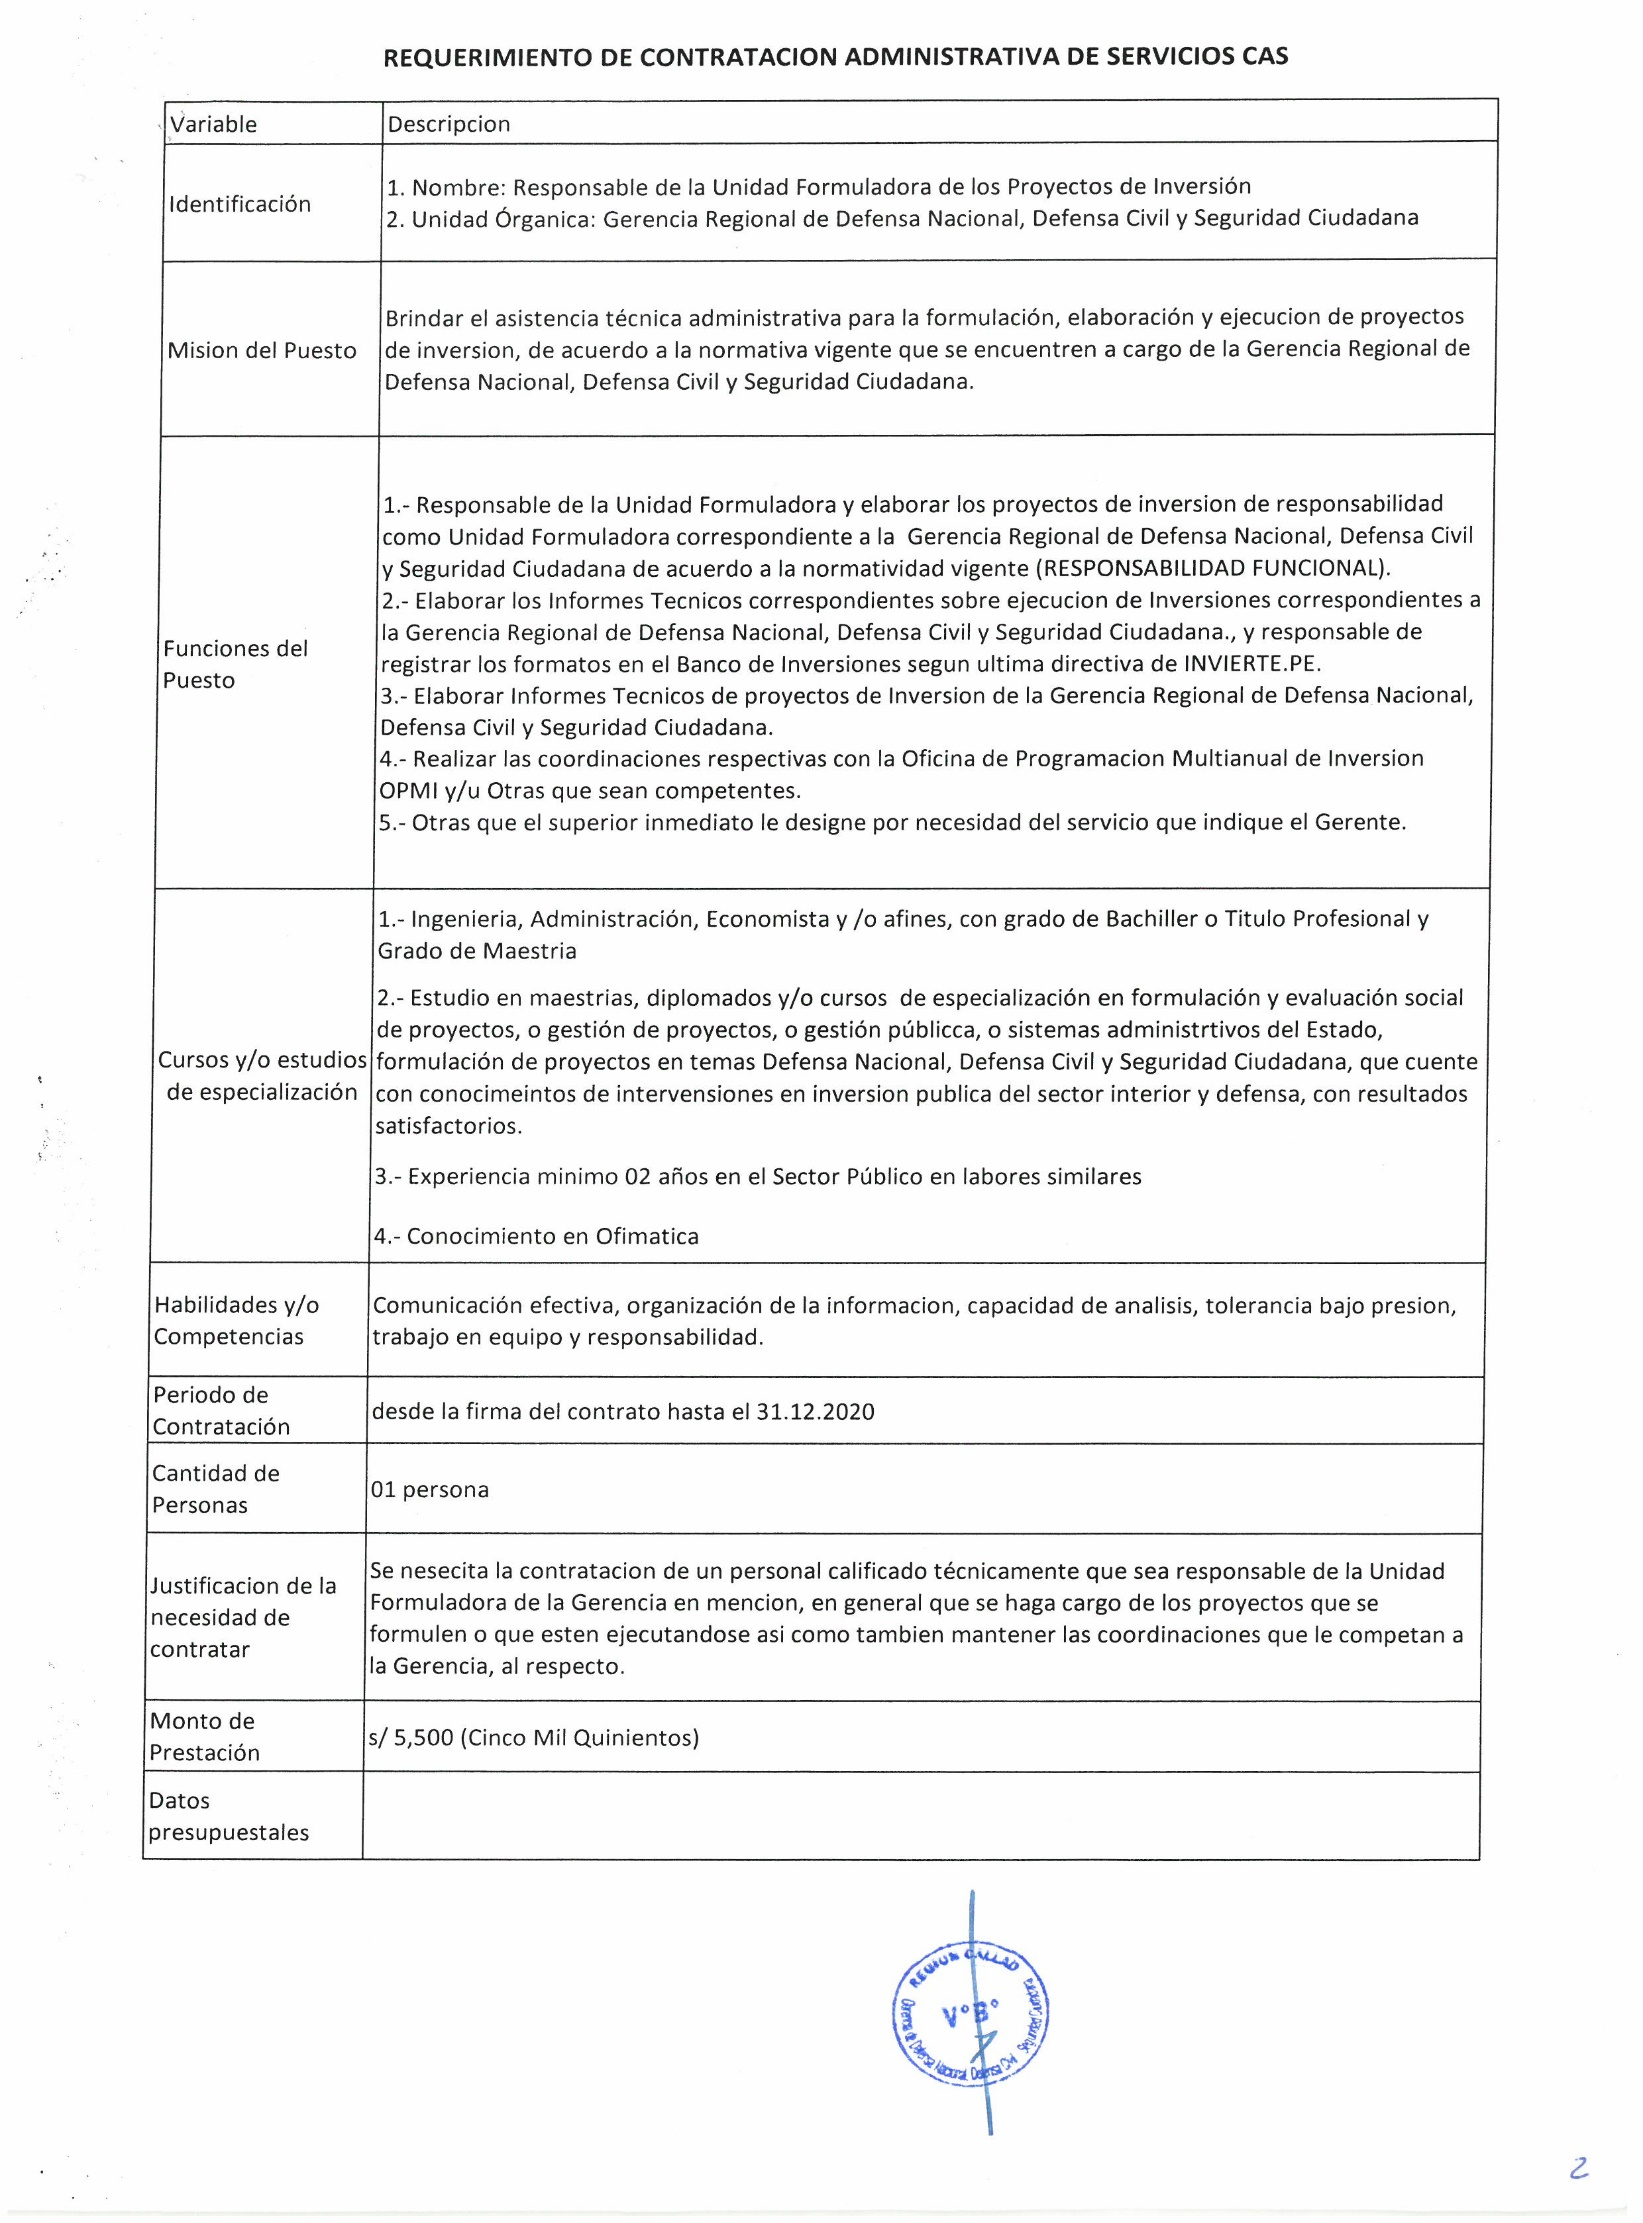 REQUERIMIENTO DE CONTRATACION ADMINISTRATIVA DE SERVICIOS CAS
Variable
Descripcion
Identificación
1. Nombre: Responsable de la Unidad Formuladora de los Proyectos de Inversión
2. Unidad Órganica: Gerencia Regional de Defensa Nacional, Defensa Civil y Seguridad Ciudadana
Mision del Puesto
Brindar el asistencia técnica administrativa para la formulación, elaboración y ejecucion de proyectos
de inversion, de acuerdo a la normativa vigente que se encuentren a cargo de la Gerencia Regional de
Defensa Nacional, Defensa Civil y Seguridad Ciudadana.
Funciones del
Puesto
1.- Responsable de la Unidad Formuladora y elaborar los proyectos de inversion de responsabilidad
como Unidad Formuladora correspondiente a la  Gerencia Regional de Defensa Nacional, Defensa Civil
y Seguridad Ciudadana de acuerdo a la normatividad vigente (RESPONSABILIDAD FUNCIONAL).
2.- Elaborar los Informes Tecnicos correspondientes sobre ejecucion de Inversiones correspondientes a
la Gerencia Regional de Defensa Nacional, Defensa Civil y Seguridad Ciudadana., y responsable de
registrar los formatos en el Banco de Inversiones segun ultima directiva de INVIERTE.PE.
3.- Elaborar Informes Tecnicos de proyectos de Inversion de la Gerencia Regional de Defensa Nacional,
Defensa Civil y Seguridad Ciudadana.
4.- Realizar las coordinaciones respectivas con la Oficina de Programacion Multianual de Inversion
OPMI y/u Otras que sean competentes.
5.- Otras que el superior inmediato le designe por necesidad del servicio que indique el Gerente.
Cursos y/o estudios
de especialización
1.- Ingenieria, Administración, Economista y /o afines, con grado de Bachiller o Titulo Profesional y
Grado de Maestria
2.- Estudio en maestrias, diplomados y/o cursos  de especialización en formulación y evaluación social
de proyectos, o gestión de proyectos, o gestión públicca, o sistemas administrtivos del Estado,
formulación de proyectos en temas Defensa Nacional, Defensa Civil y Seguridad Ciudadana, que cuente
con conocimeintos de intervensiones en inversion publica del sector interior y defensa, con resultados
satisfactorios.
3.- Experiencia minimo 02 años en el Sector Público en labores similares
4.- Conocimiento en Ofimatica
Habilidades y/o
Competencias
Comunicación efectiva, organización de la informacion, capacidad de analisis, tolerancia bajo presion,
trabajo en equipo y responsabilidad.
Periodo de
Contratación
desde la firma del contrato hasta el 31.12.2020
Cantidad de
Personas
01 persona
Justificacion de la
necesidad de
contratar
Se nesecita la contratacion de un personal calificado técnicamente que sea responsable de la Unidad
Formuladora de la Gerencia en mencion, en general que se haga cargo de los proyectos que se
formulen o que esten ejecutandose asi como tambien mantener las coordinaciones que le competan a
la Gerencia, al respecto.
Monto de
Prestación
s/ 5,500 (Cinco Mil Quinientos)
Datos
presupuestales
REGION CALLAO
V°B°
Defensa Nacional Defensa Civil
2